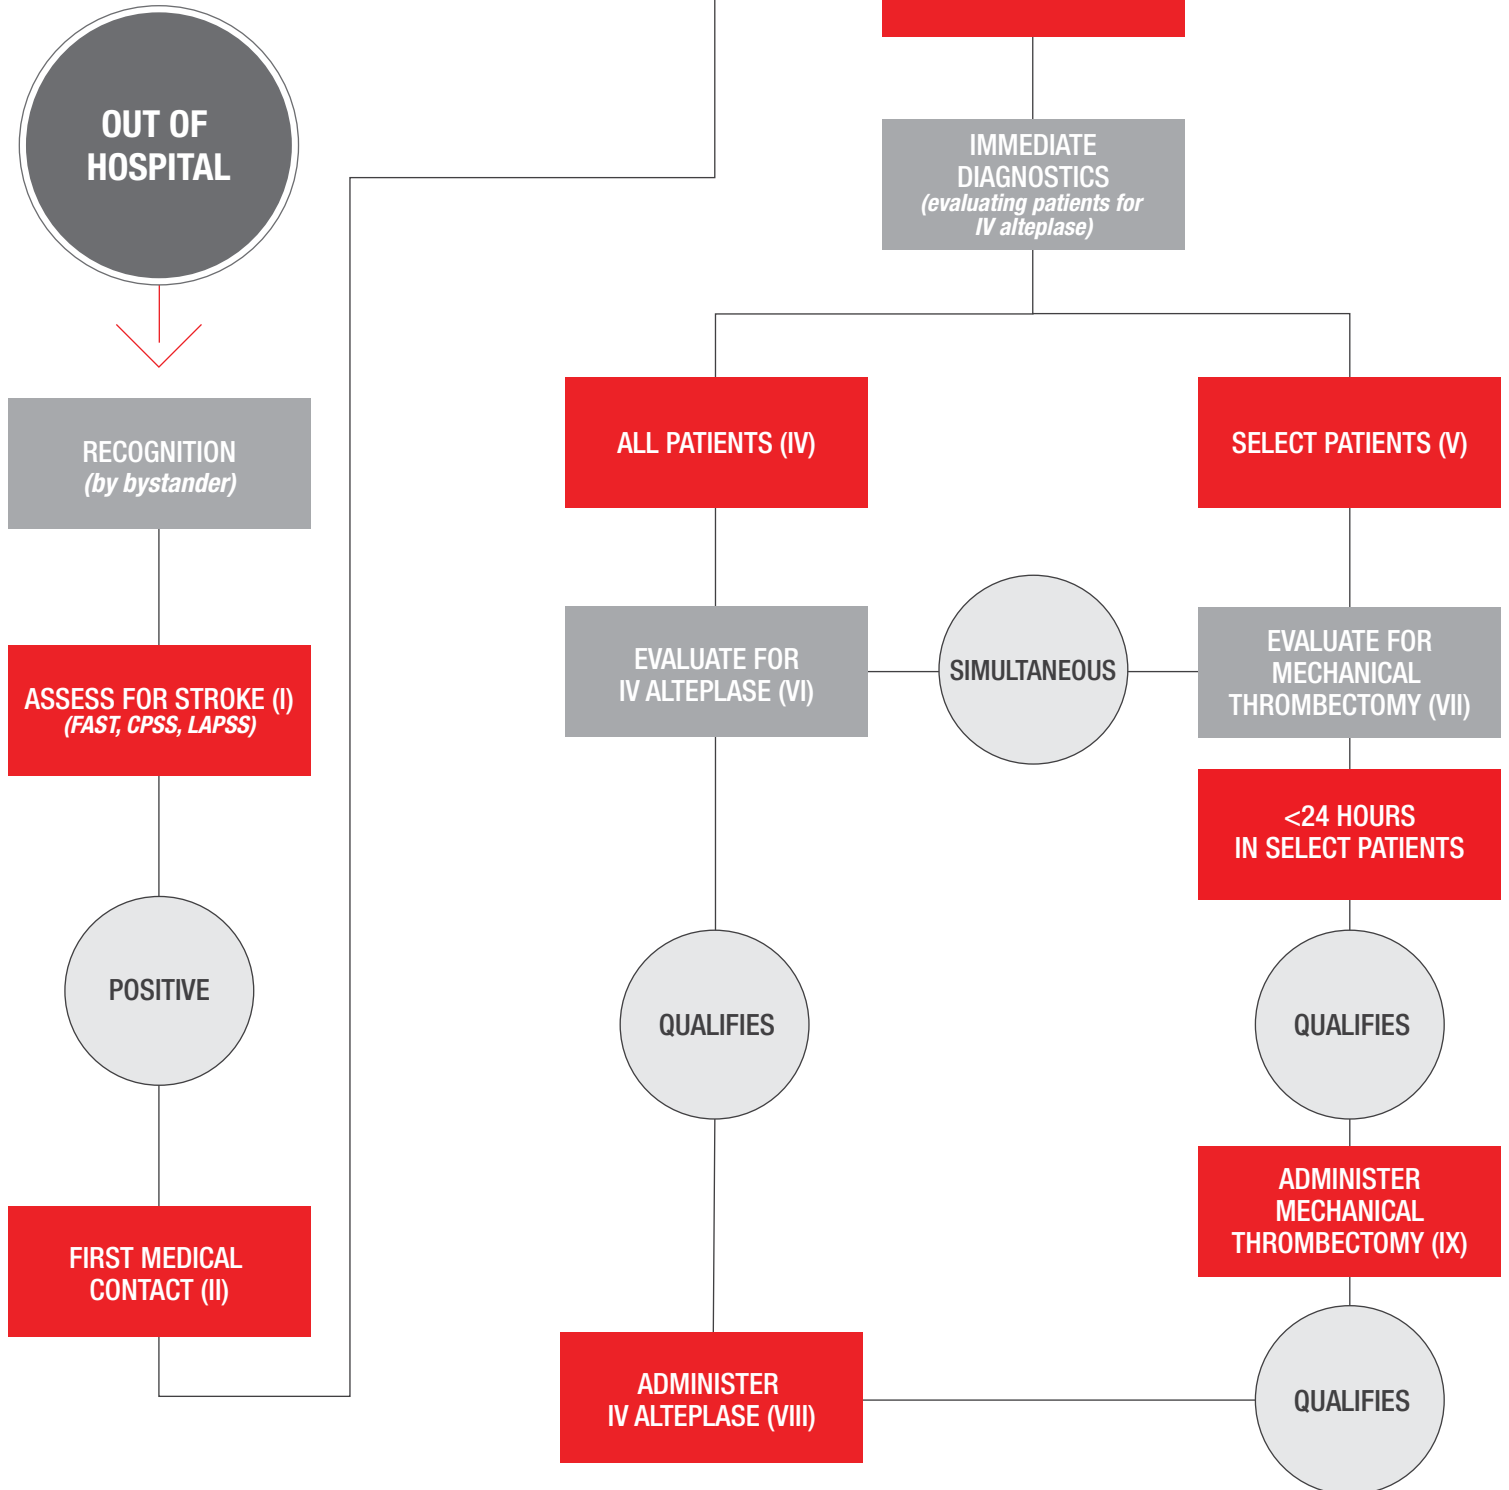 OUT OF
HOSPITAL
RECOGNITION
(by bystander)
ASSESS FOR STROKE (I)
(FAST, CPSS, LAPSS)
POSITIVE
FIRST MEDICAL
CONTACT (II)
IMMEDIATE
DIAGNOSTICS
(evaluating patients for
IV alteplase)
ALL PATIENTS (IV)
SELECT PATIENTS (V)
EVALUATE FOR
IV ALTEPLASE (VI)
SIMULTANEOUS
EVALUATE FOR
MECHANICAL
THROMBECTOMY (VII)
<24 HOURS
IN SELECT PATIENTS
QUALIFIES
QUALIFIES
ADMINISTER
MECHANICAL
THROMBECTOMY (IX)
ADMINISTER
IV ALTEPLASE (VIII)
QUALIFIES